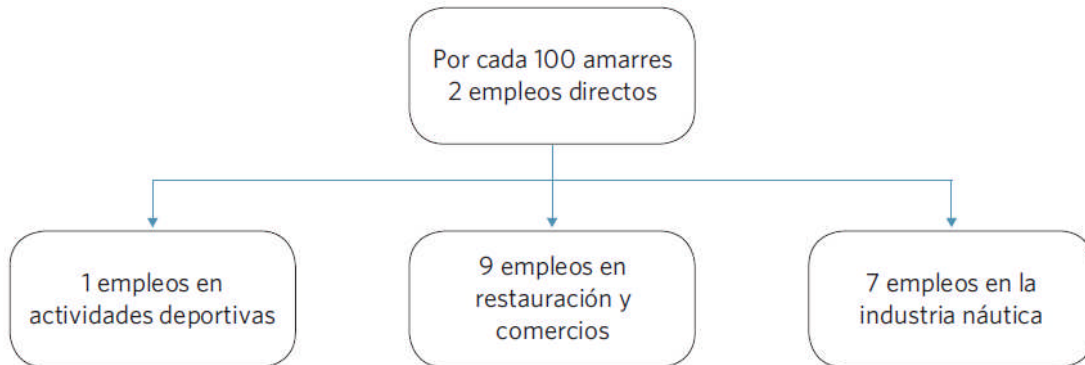 Por cada 100 amarres
2 empleos directos
1 empleos en
actividades deportivas
9 empleos en
restauración y
comercios
7 empleos en la
industria náutica